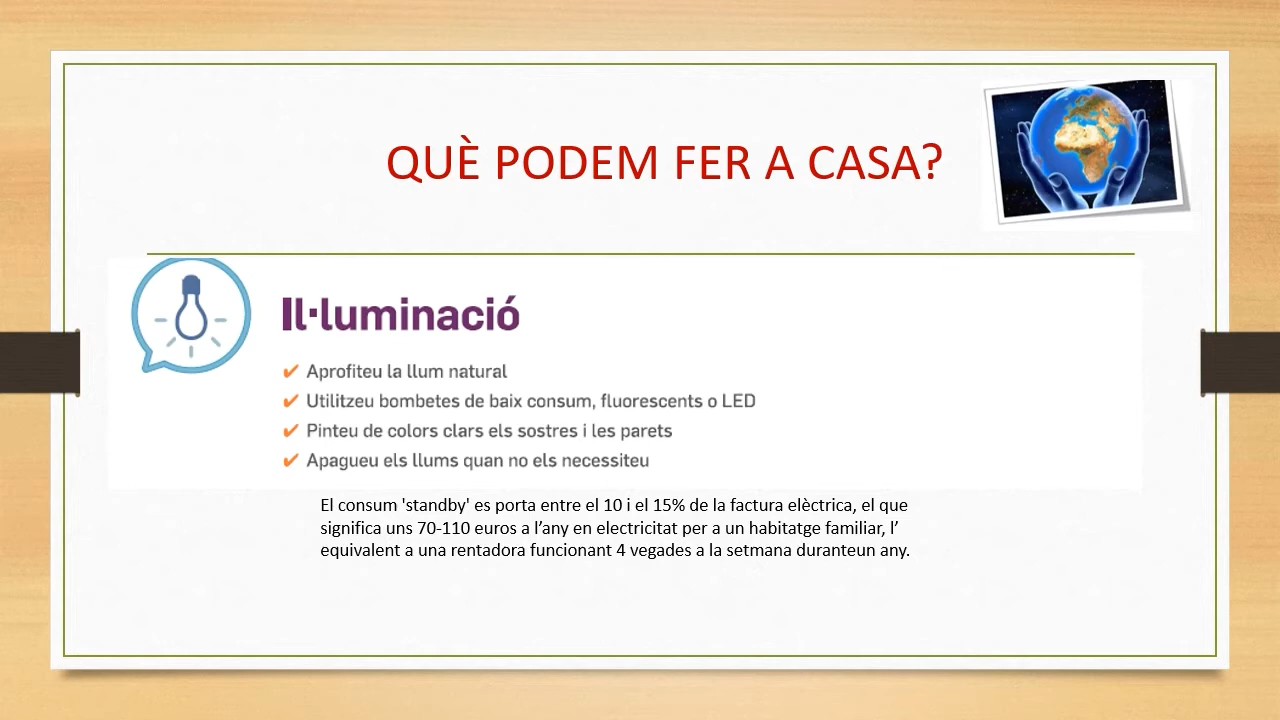 QUÈ PODEM FER A CASA?
Il·luminació
✔ Aprofiteu la llum natural
✔ Utilitzeu bombetes de baix consum, fluorescents o LED
✔ Pinteu de colors clars els sostres i les parets
✔ Apagueu els llums quan no els necessiteu
El consum 'standby' es porta entre el 10 i el 15% de la factura elèctrica, el que
significa uns 70-110 euros a l’any en electricitat per a un habitatge familiar, l’
equivalent a una rentadora funcionant 4 vegades a la setmana duranteun any.